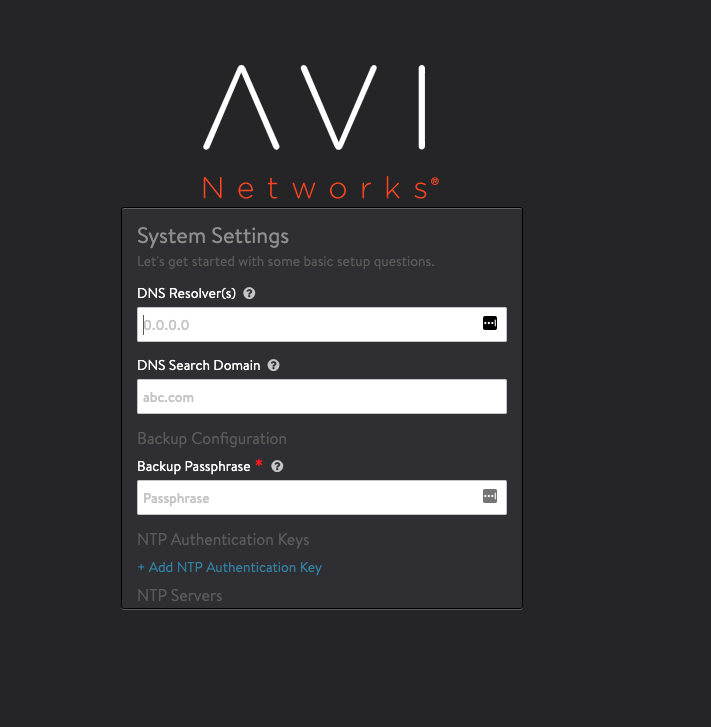 AVI
Networks®
System Settings
Let's get started with some basic setup questions.
DNS Resolver(s) ?
0.0.0.0
DNS Search Domain ?
abc.com
Backup Configuration
Backup Passphrase * ?
Passphrase
NTP Authentication Keys
+ Add NTP Authentication Key
NTP Servers